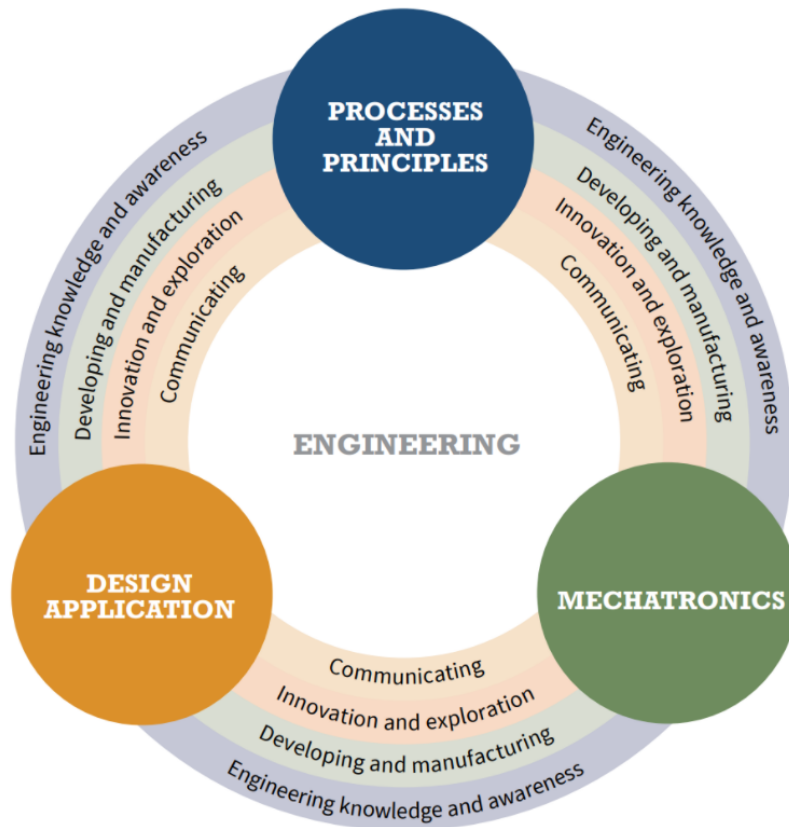 PROCESSES
AND
PRINCIPLES
Engineering knowledge and awareness
Developing and manufacturing
Innovation and exploration
Communicating
Engineering knowledge and awareness
Developing and manufacturing
Innovation and exploration
Communicating
ENGINEERING
DESIGN
APPLICATION
MECHATRONICS
Communicating
Innovation and exploration
Developing and manufacturing
Engineering knowledge and awareness